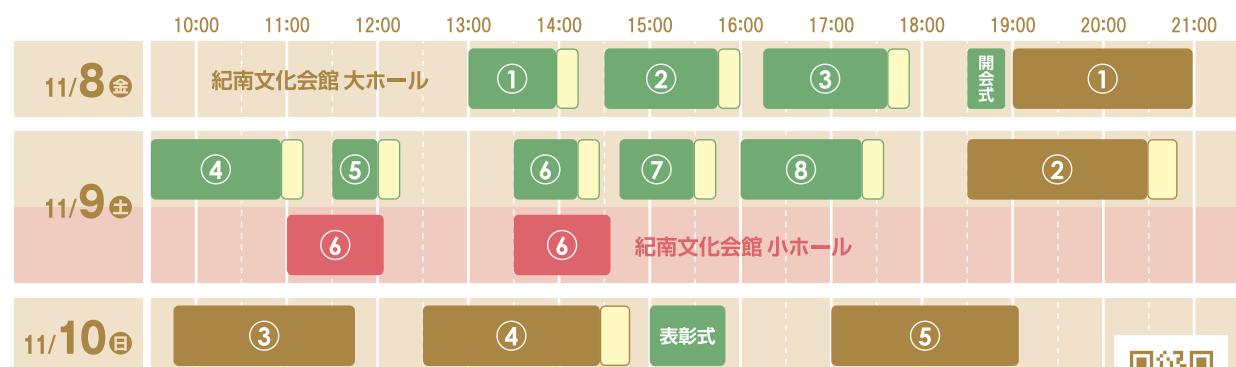 10:00 11:00 12:00 13:00 14:00 15:00 16:00 17:00 18:00 19:00 20:00 21:00
11/8金 紀南文化会館 大ホール ① ② ③ 開会式 ①
11/9土 ④ ⑤ ⑥ ⑦ ⑧ ②
⑥ ⑥ 紀南文化会館 小ホール
11/10日 ③ ④ 表彰式 ⑤